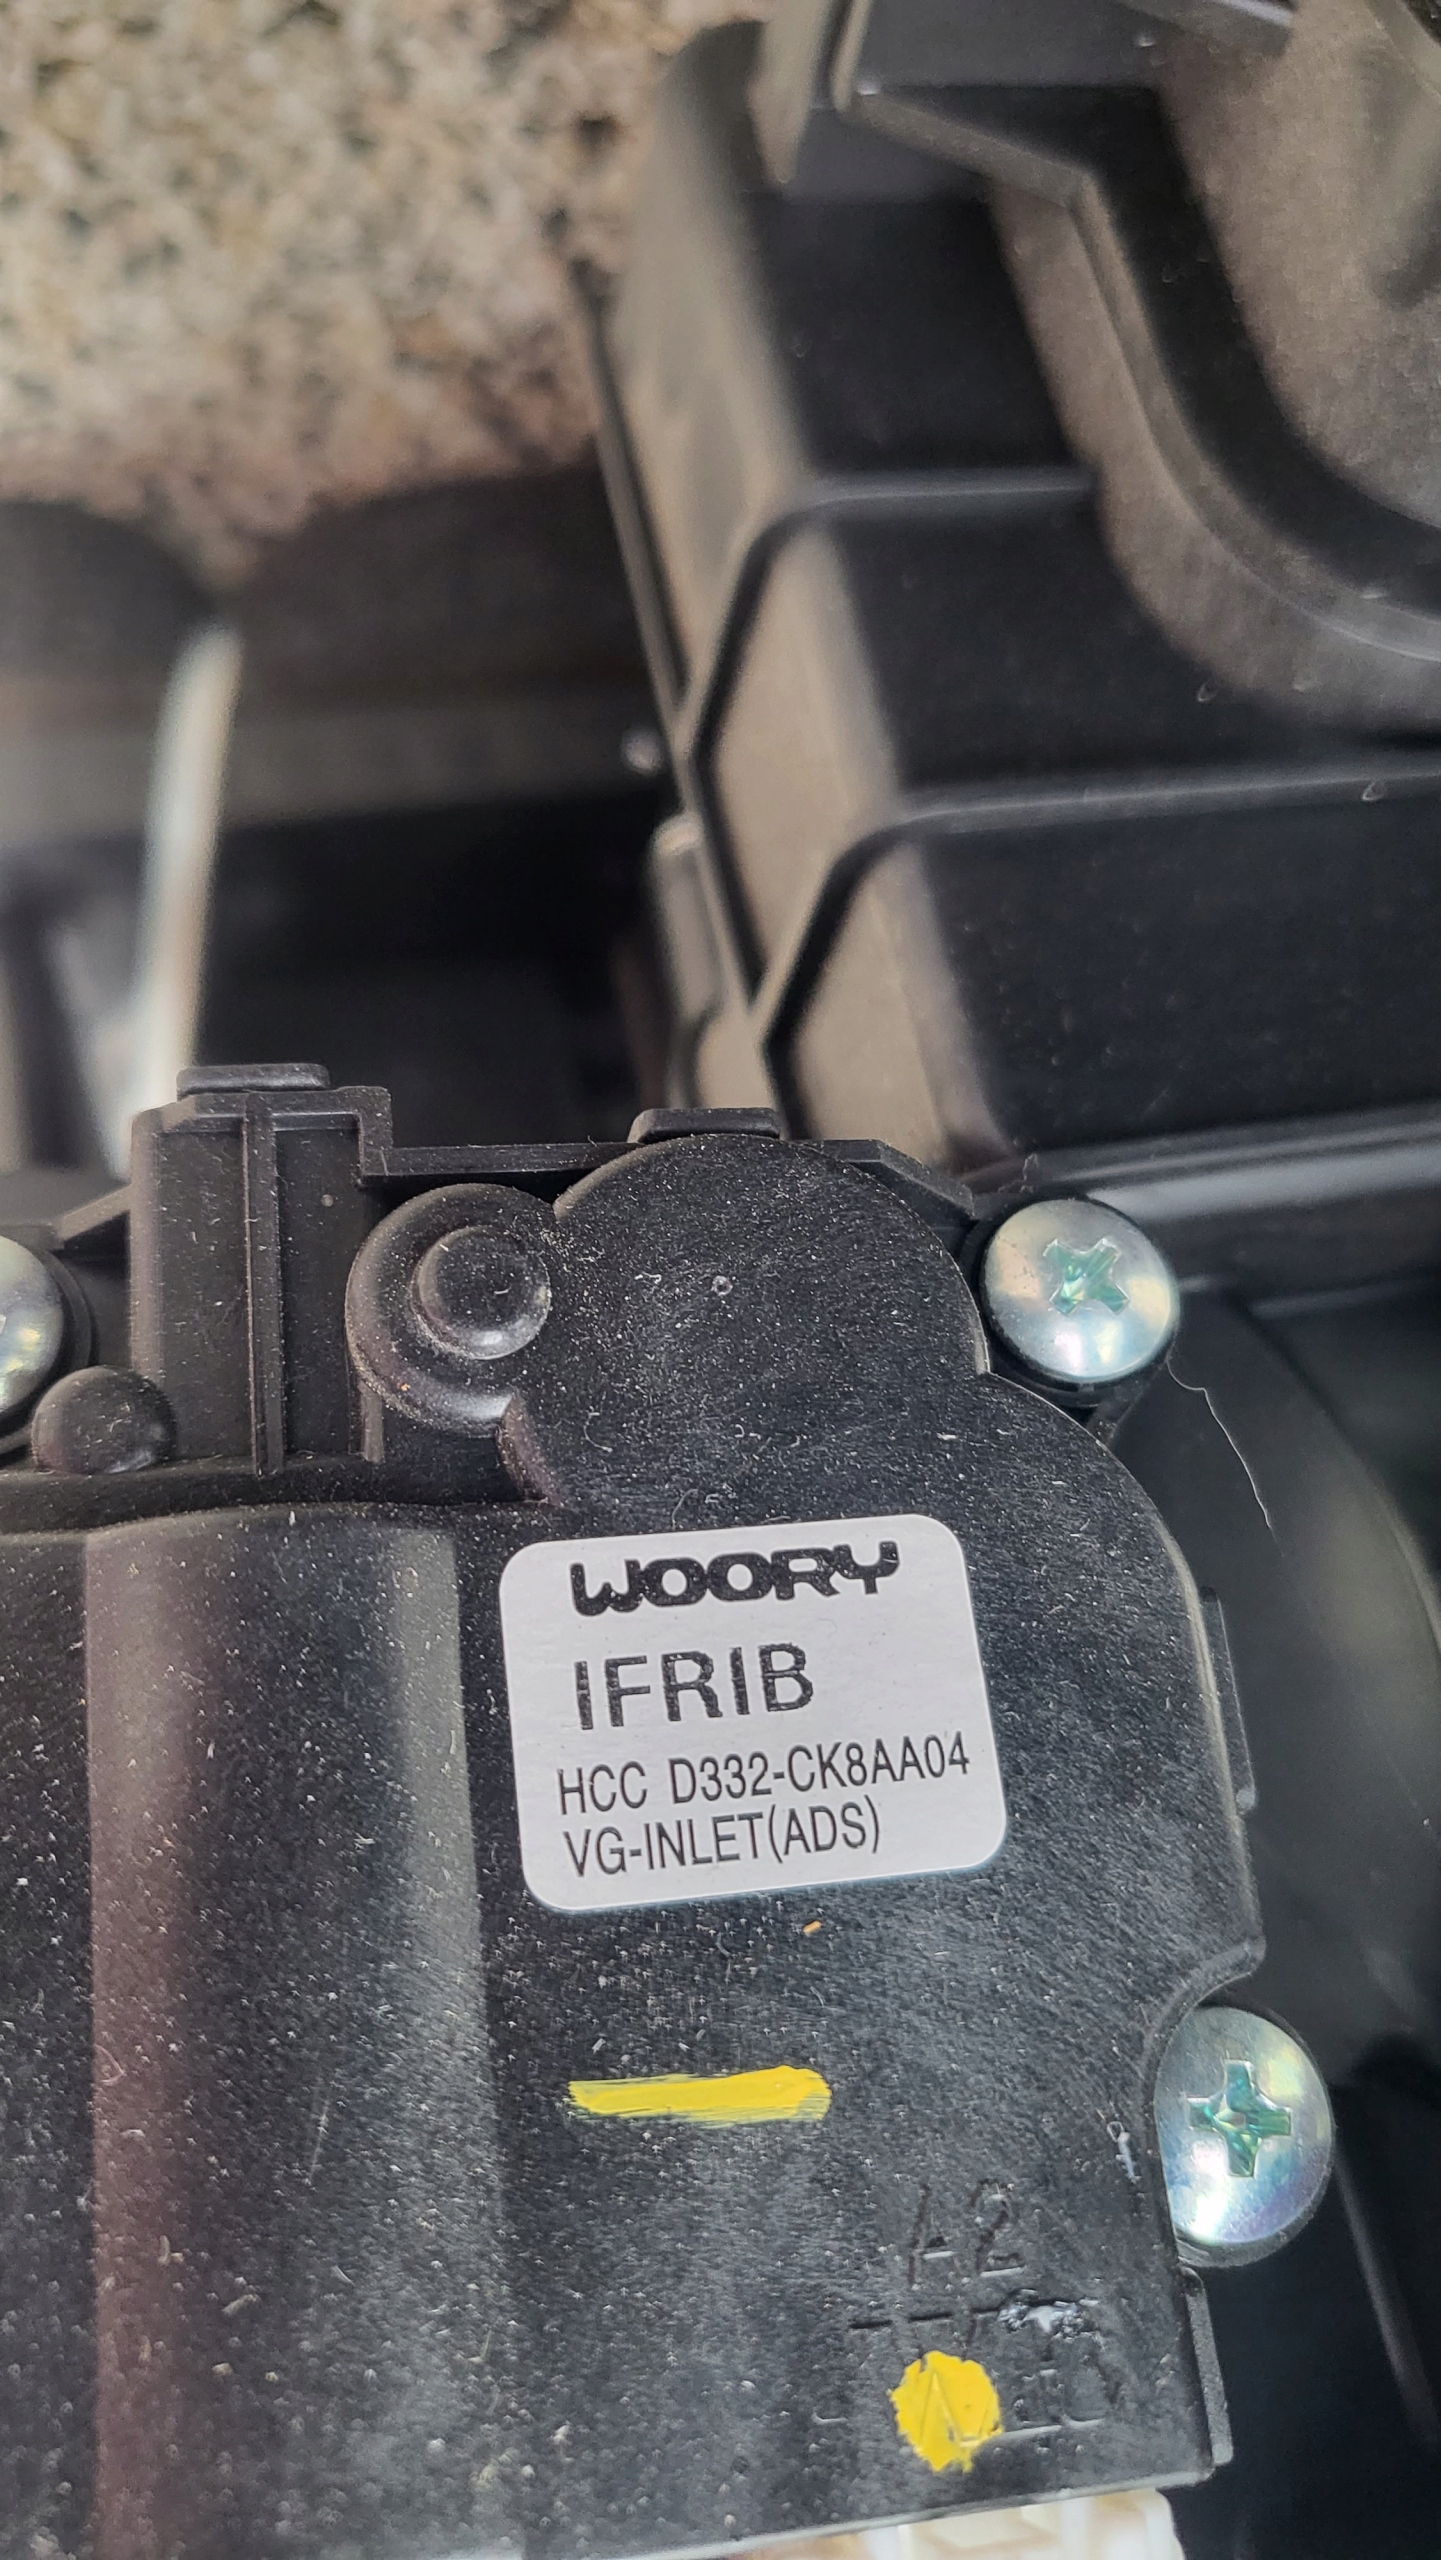 WOORY
IFRIB
HCC D332-CK8AA04
VG-INLET(ADS)